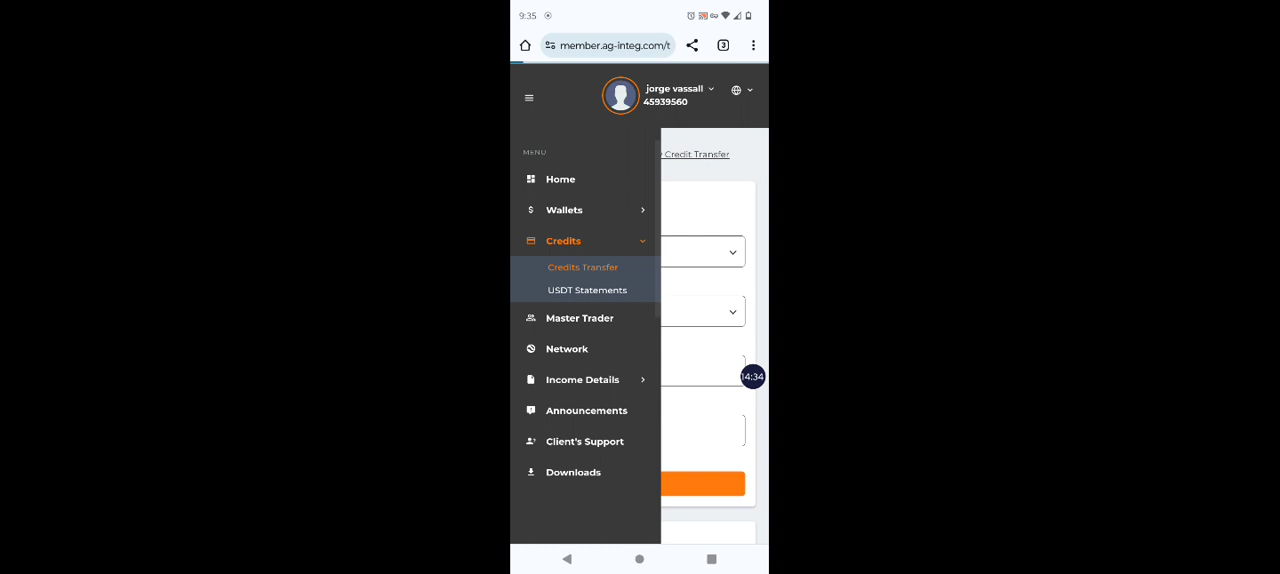 9:35
member.ag-integ.com/t
3
jorge vassall
45939560
MENU
Credit Transfer
Home
Wallets
Credits
Credits Transfer
USDT Statements
Master Trader
Network
14:34
Income Details
Announcements
Client's Support
Downloads